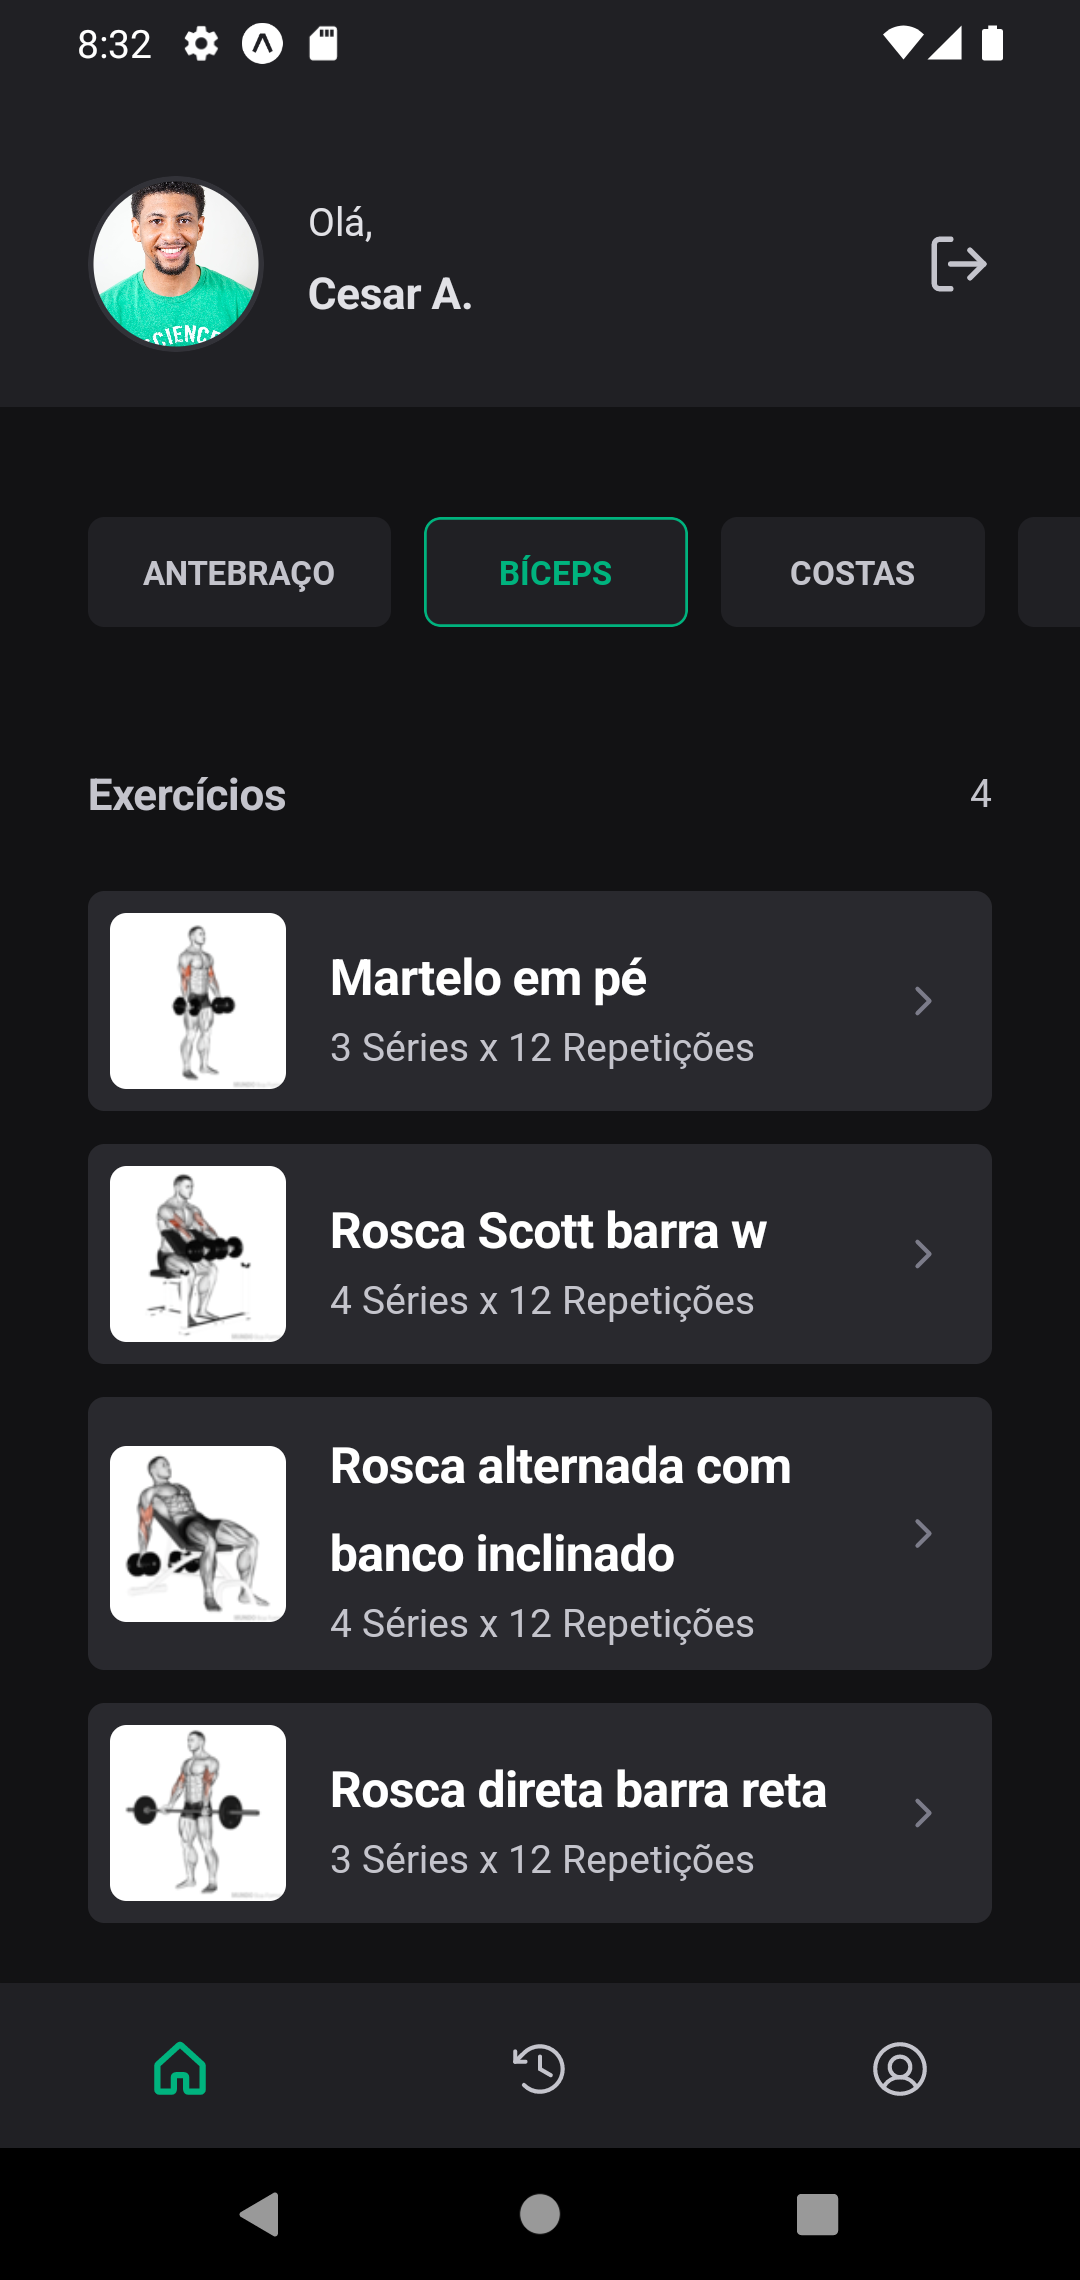 8:32
Olá,
Cesar A.
ANTEBRAÇO
BÍCEPS
COSTAS
Exercícios
4
Martelo em pé
3 Séries x 12 Repetições
Rosca Scott barra w
4 Séries x 12 Repetições
Rosca alternada com
banco inclinado
4 Séries x 12 Repetições
Rosca direta barra reta
3 Séries x 12 Repetições